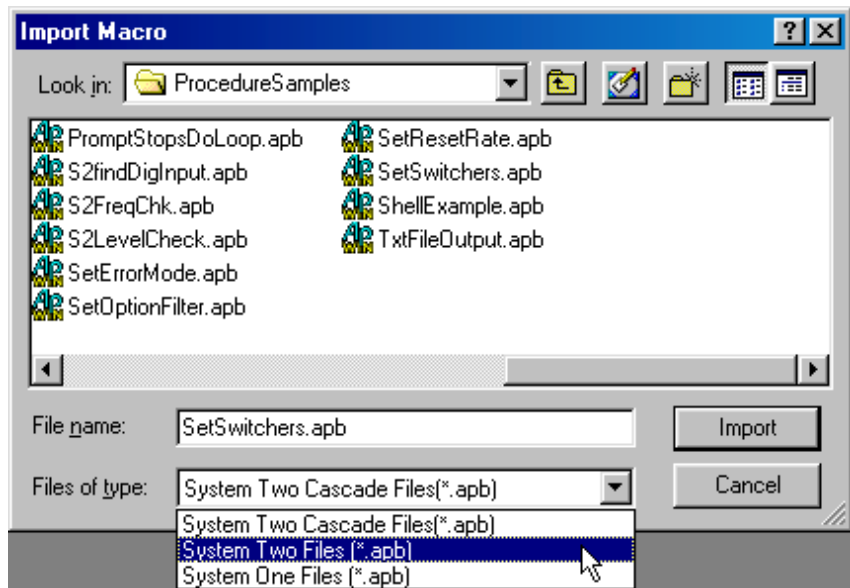 Import Macro
Look in: ProcedureSamples
PromptStopsDoLoop.apb
S2findDigInput.apb
S2FreqChk.apb
S2LevelCheck.apb
SetErrorMode.apb
SetOptionFilter.apb
SetResetRate.apb
SetSwitchers.apb
ShellExample.apb
TxtFileOutput.apb
File name: SetSwitchers.apb Import
Files of type: System Two Cascade Files(*.apb) Cancel
System Two Cascade Files(*.apb)
System Two Files (*.apb)
System One Files (*.apb)